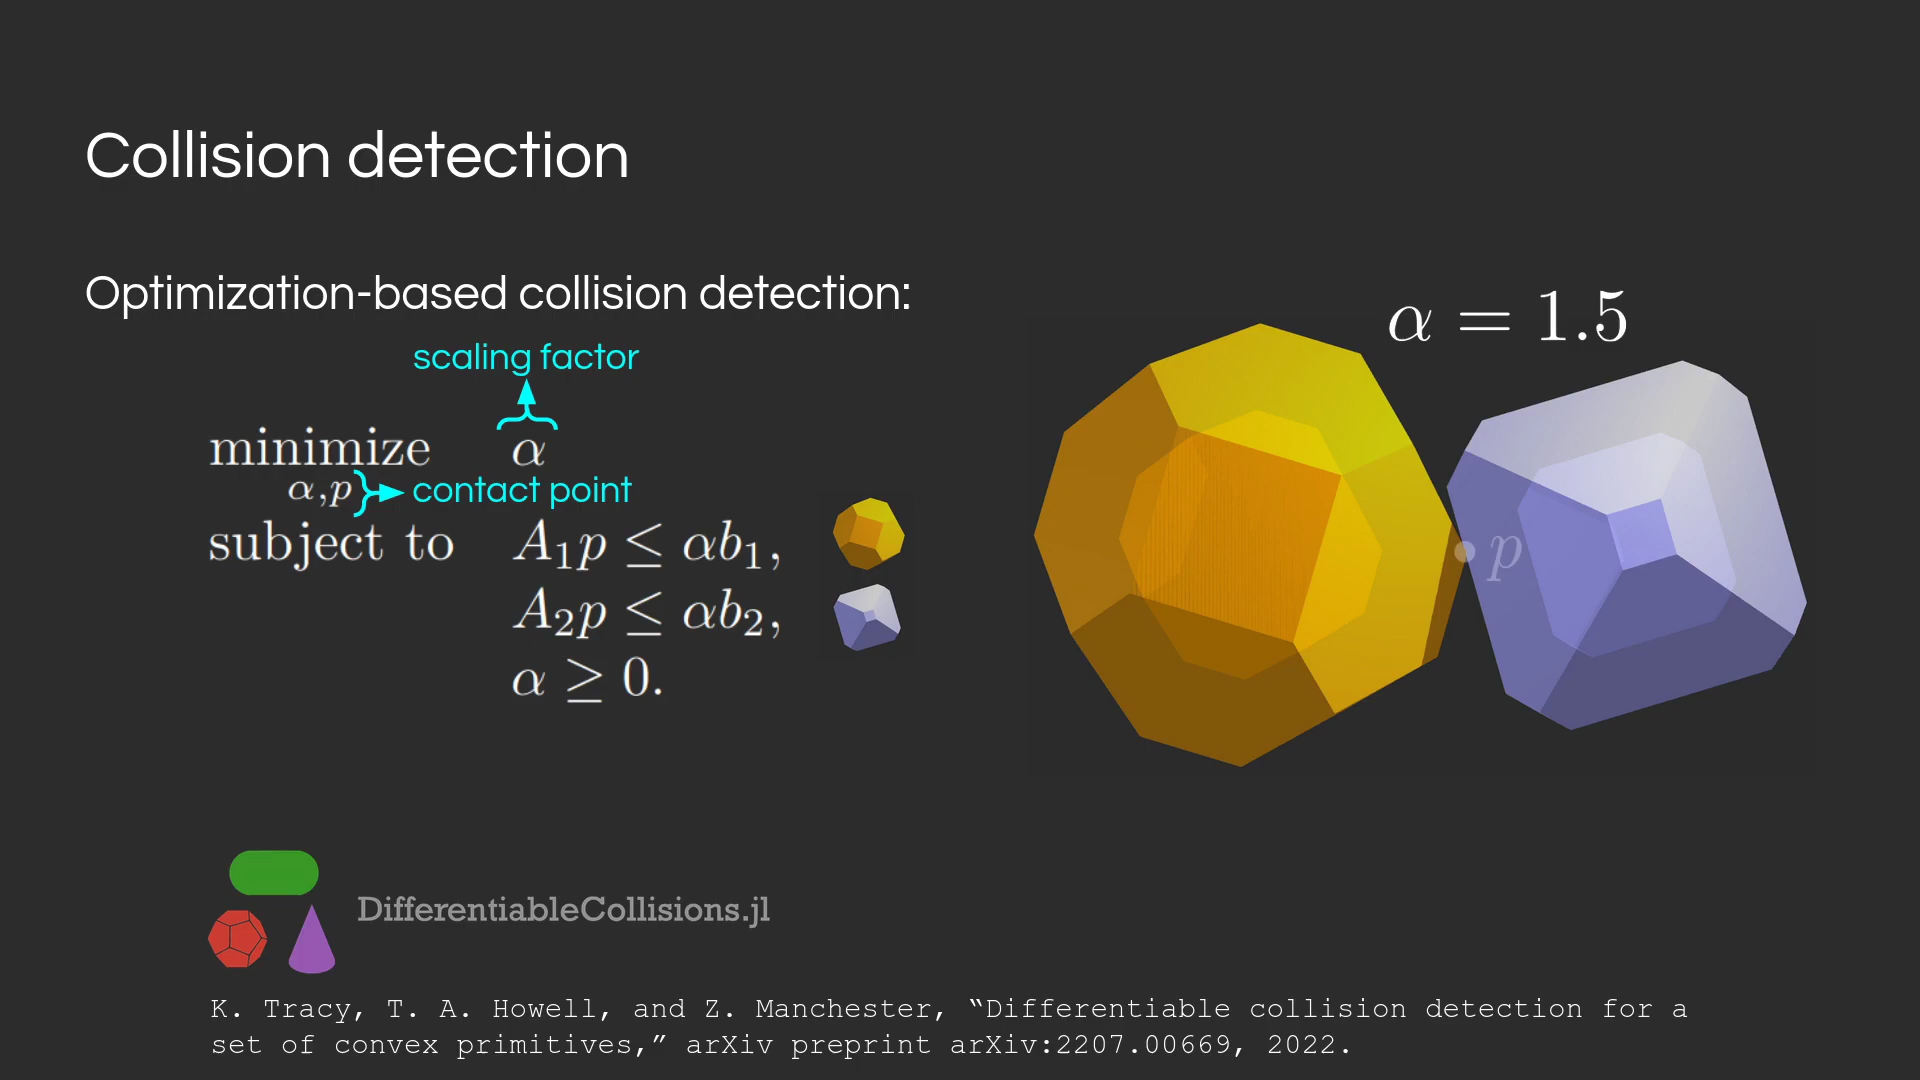 Collision detection
Optimization-based collision detection:
scaling factor
α = 1.5
minimize α
α,p contact point
subject to A₁p ≤ αb₁,
p
A₂p ≤ αb₂,
α ≥ 0.
DifferentiableCollisions.jl
K. Tracy, T. A. Howell, and Z. Manchester, “Differentiable collision detection for a
set of convex primitives,” arXiv preprint arXiv:2207.00669, 2022.